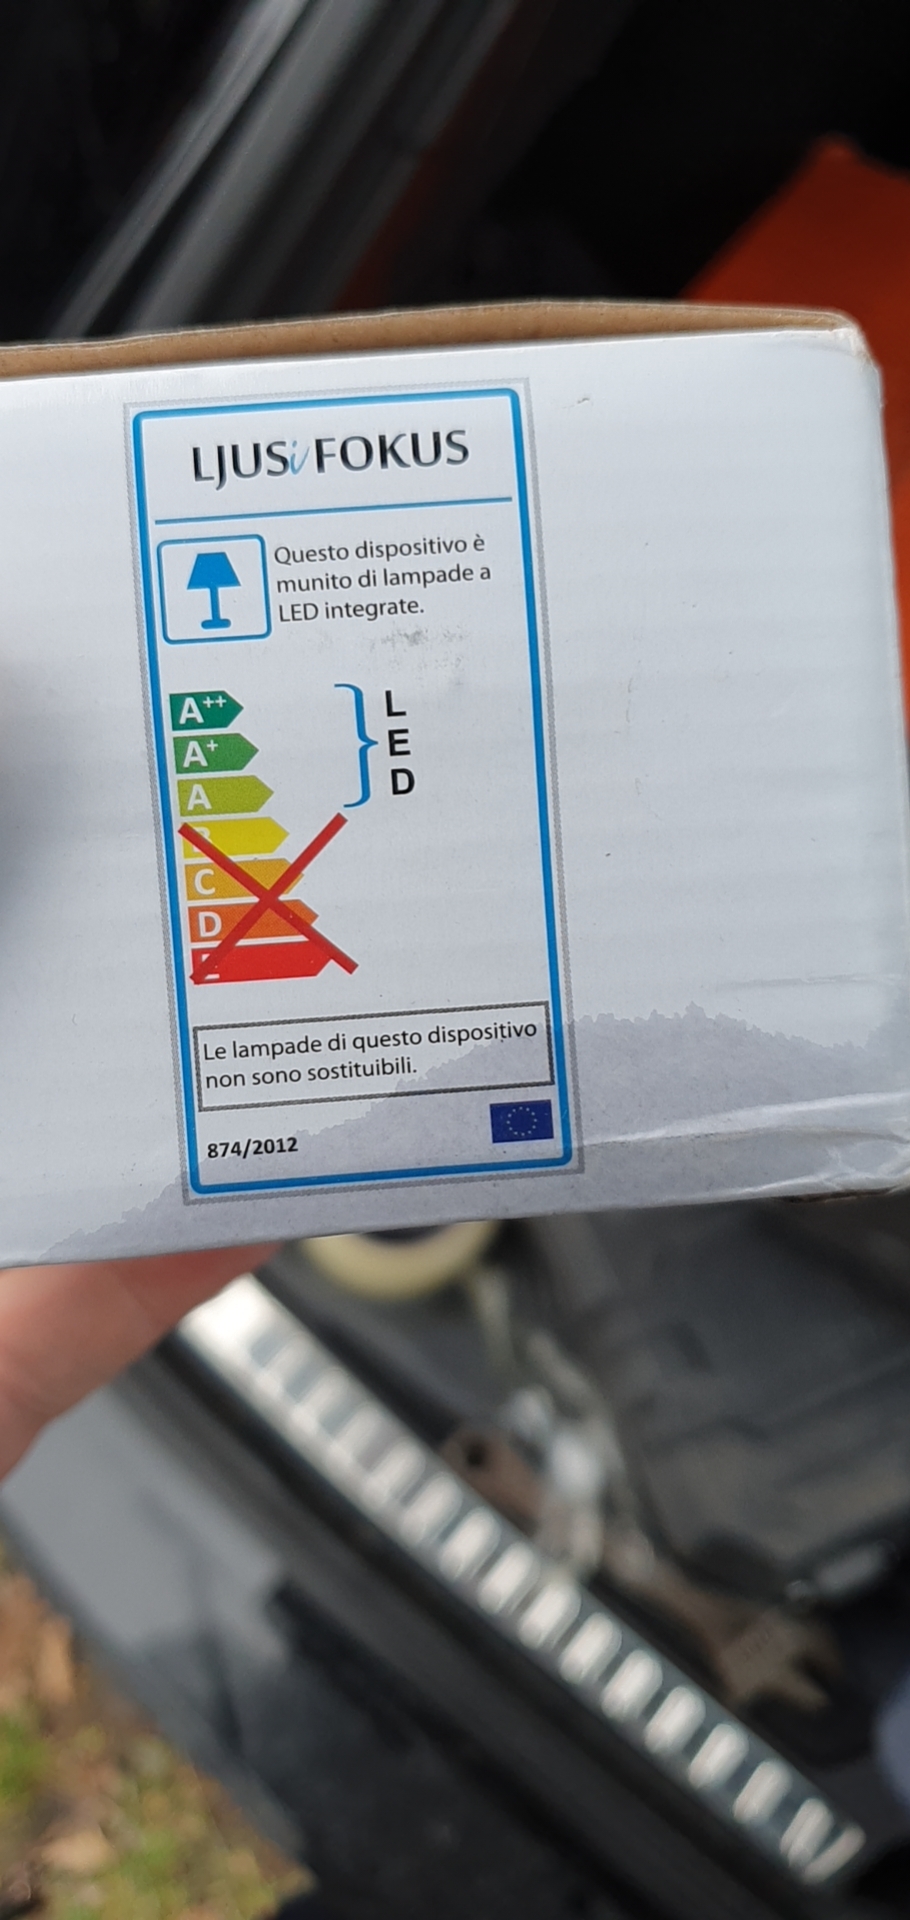 LJUSiFOKUS
Questo dispositivo è
munito di lampade a
LED integrate.
A++
A+
A
L
E
D
C
D
Le lampade di questo dispositivo
non sono sostituibili.
874/2012